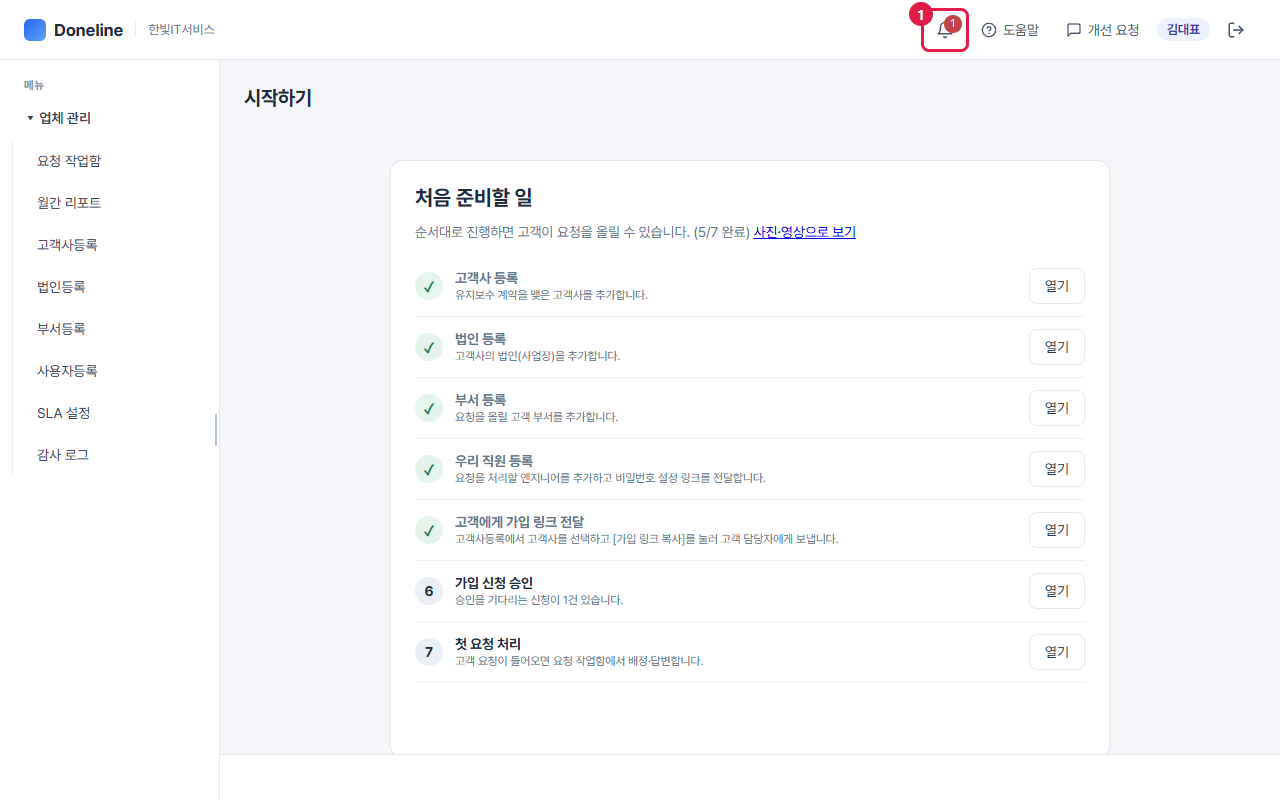 Doneline
한빛IT서비스
1
1
도움말
개선 요청
김대표
메뉴
▼ 업체 관리
요청 작업함
월간 리포트
고객사등록
법인등록
부서등록
사용자등록
SLA 설정
감사 로그
시작하기
처음 준비할 일
순서대로 진행하면 고객이 요청을 올릴 수 있습니다. (5/7 완료) 사진·영상으로 보기
✓
고객사 등록
유지보수 계약을 맺은 고객사를 추가합니다.
열기
✓
법인 등록
고객사의 법인(사업장)을 추가합니다.
열기
✓
부서 등록
요청을 올릴 고객 부서를 추가합니다.
열기
✓
우리 직원 등록
요청을 처리할 엔지니어를 추가하고 비밀번호 설정 링크를 전달합니다.
열기
✓
고객에게 가입 링크 전달
고객사등록에서 고객사를 선택하고 [가입 링크 복사]를 눌러 고객 담당자에게 보냅니다.
열기
6
가입 신청 승인
승인을 기다리는 신청이 1건 있습니다.
열기
7
첫 요청 처리
고객 요청이 들어오면 요청 작업함에서 배정·답변합니다.
열기